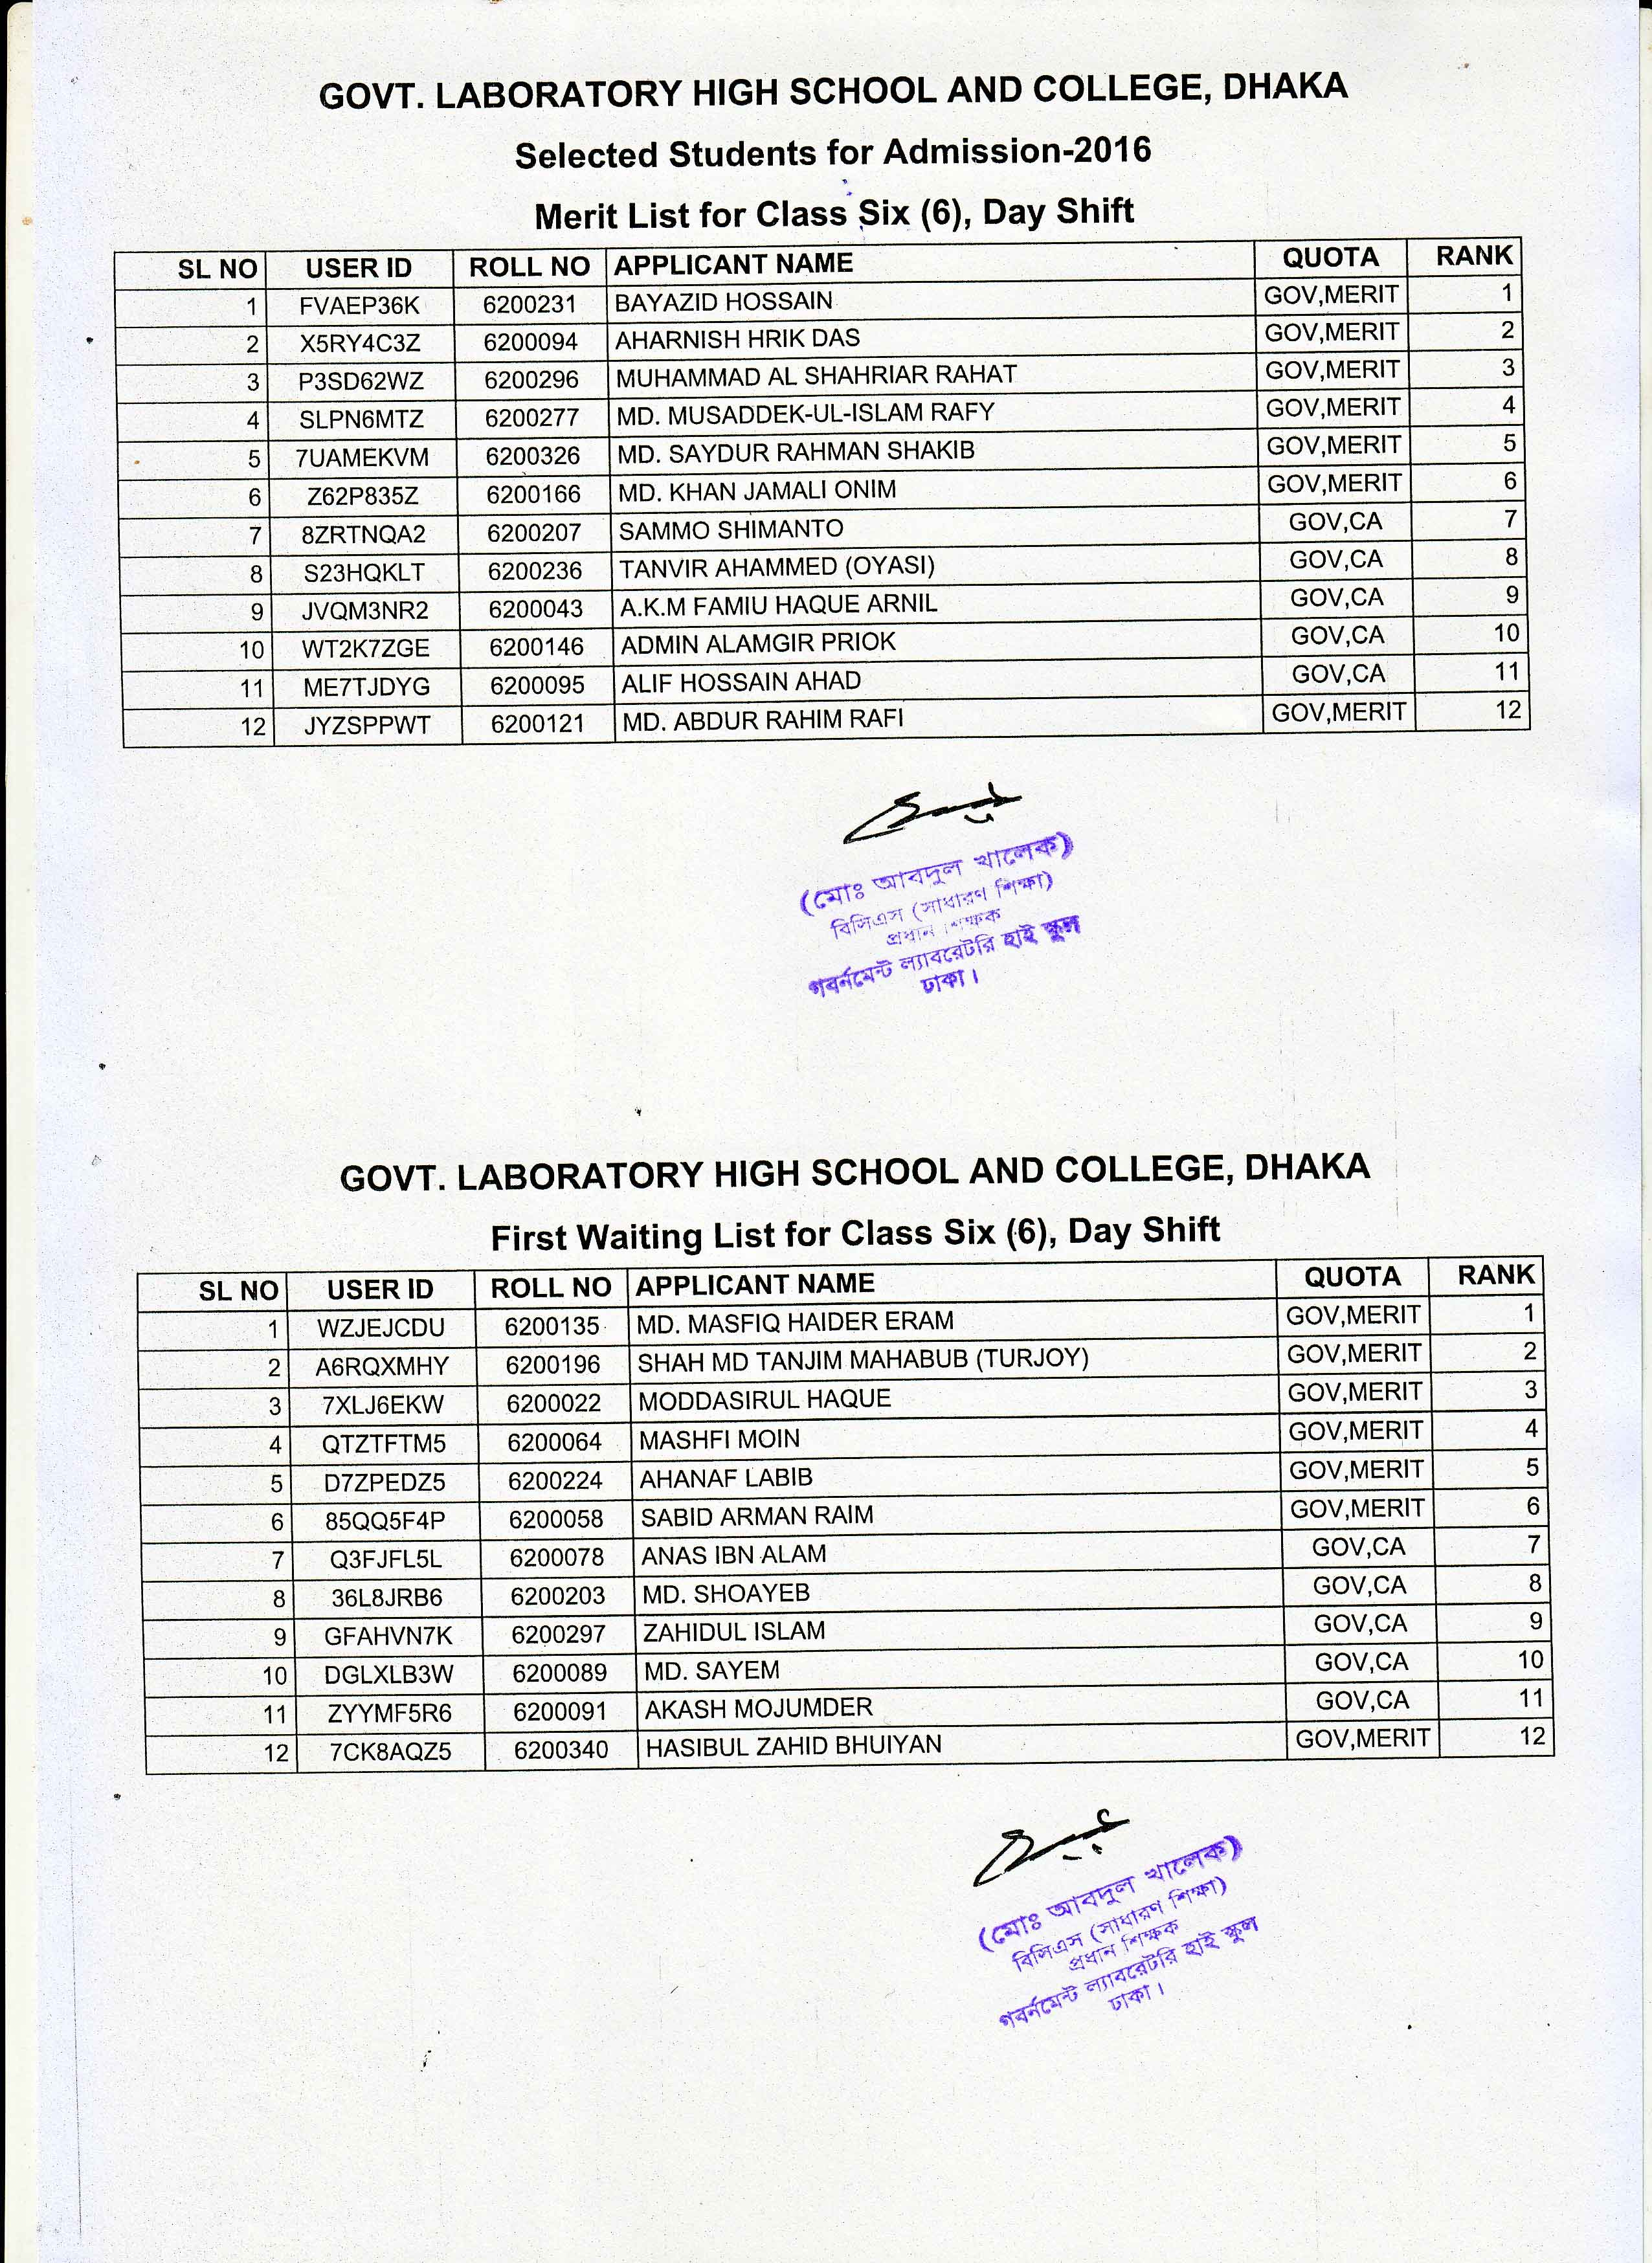 GOVT. LABORATORY HIGH SCHOOL AND COLLEGE, DHAKA
Selected Students for Admission-2016
Merit List for Class Six (6), Day Shift
SL NO USER ID ROLL NO APPLICANT NAME QUOTA RANK
1 FVAEP36K 6200231 BAYAZID HOSSAIN GOV,MERIT 1
2 X5RY4C3Z 6200094 AHARNISH HRIK DAS GOV,MERIT 2
3 P3SD62WZ 6200296 MUHAMMAD AL SHAHRIAR RAHAT GOV,MERIT 3
4 SLPN6MTZ 6200277 MD. MUSADDEK-UL-ISLAM RAFY GOV,MERIT 4
5 7UAMEKVM 6200326 MD. SAYDUR RAHMAN SHAKIB GOV,MERIT 5
6 Z62P835Z 6200166 MD. KHAN JAMALI ONIM GOV,MERIT 6
7 8ZRTNQA2 6200207 SAMMO SHIMANTO GOV,CA 7
8 S23HQKLT 6200236 TANVIR AHAMMED (OYASI) GOV,CA 8
9 JVQM3NR2 6200043 A.K.M FAMIU HAQUE ARNIL GOV,CA 9
10 WT2K7ZGE 6200146 ADMIN ALAMGIR PRIOK GOV,CA 10
11 ME7TJDYG 6200095 ALIF HOSSAIN AHAD GOV,CA 11
12 JYZSPPWT 6200121 MD. ABDUR RAHIM RAFI GOV,MERIT 12
(মোঃ আবদুল খালেক)
বিসিএস (সাধারণ শিক্ষা)
প্রধান শিক্ষক
গবর্নমেন্ট ল্যাবরেটরি হাই স্কুল
ঢাকা।
GOVT. LABORATORY HIGH SCHOOL AND COLLEGE, DHAKA
First Waiting List for Class Six (6), Day Shift
SL NO USER ID ROLL NO APPLICANT NAME QUOTA RANK
1 WZJEJCDU 6200135 MD. MASFIQ HAIDER ERAM GOV,MERIT 1
2 A6RQXMHY 6200196 SHAH MD TANJIM MAHABUB (TURJOY) GOV,MERIT 2
3 7XLJ6EKW 6200022 MODDASIRUL HAQUE GOV,MERIT 3
4 QTZTFTM5 6200064 MASHFI MOIN GOV,MERIT 4
5 D7ZPEDZ5 6200224 AHANAF LABIB GOV,MERIT 5
6 85QQ5F4P 6200058 SABID ARMAN RAIM GOV,MERIT 6
7 Q3FJFL5L 6200078 ANAS IBN ALAM GOV,CA 7
8 36L8JRB6 6200203 MD. SHOAYEB GOV,CA 8
9 GFAHVN7K 6200297 ZAHIDUL ISLAM GOV,CA 9
10 DGLXLB3W 6200089 MD. SAYEM GOV,CA 10
11 ZYYMF5R6 6200091 AKASH MOJUMDER GOV,CA 11
12 7CK8AQZ5 6200340 HASIBUL ZAHID BHUIYAN GOV,MERIT 12
(মোঃ আবদুল খালেক)
বিসিএস (সাধারণ শিক্ষা)
প্রধান শিক্ষক
গবর্নমেন্ট ল্যাবরেটরি হাই স্কুল
ঢাকা।